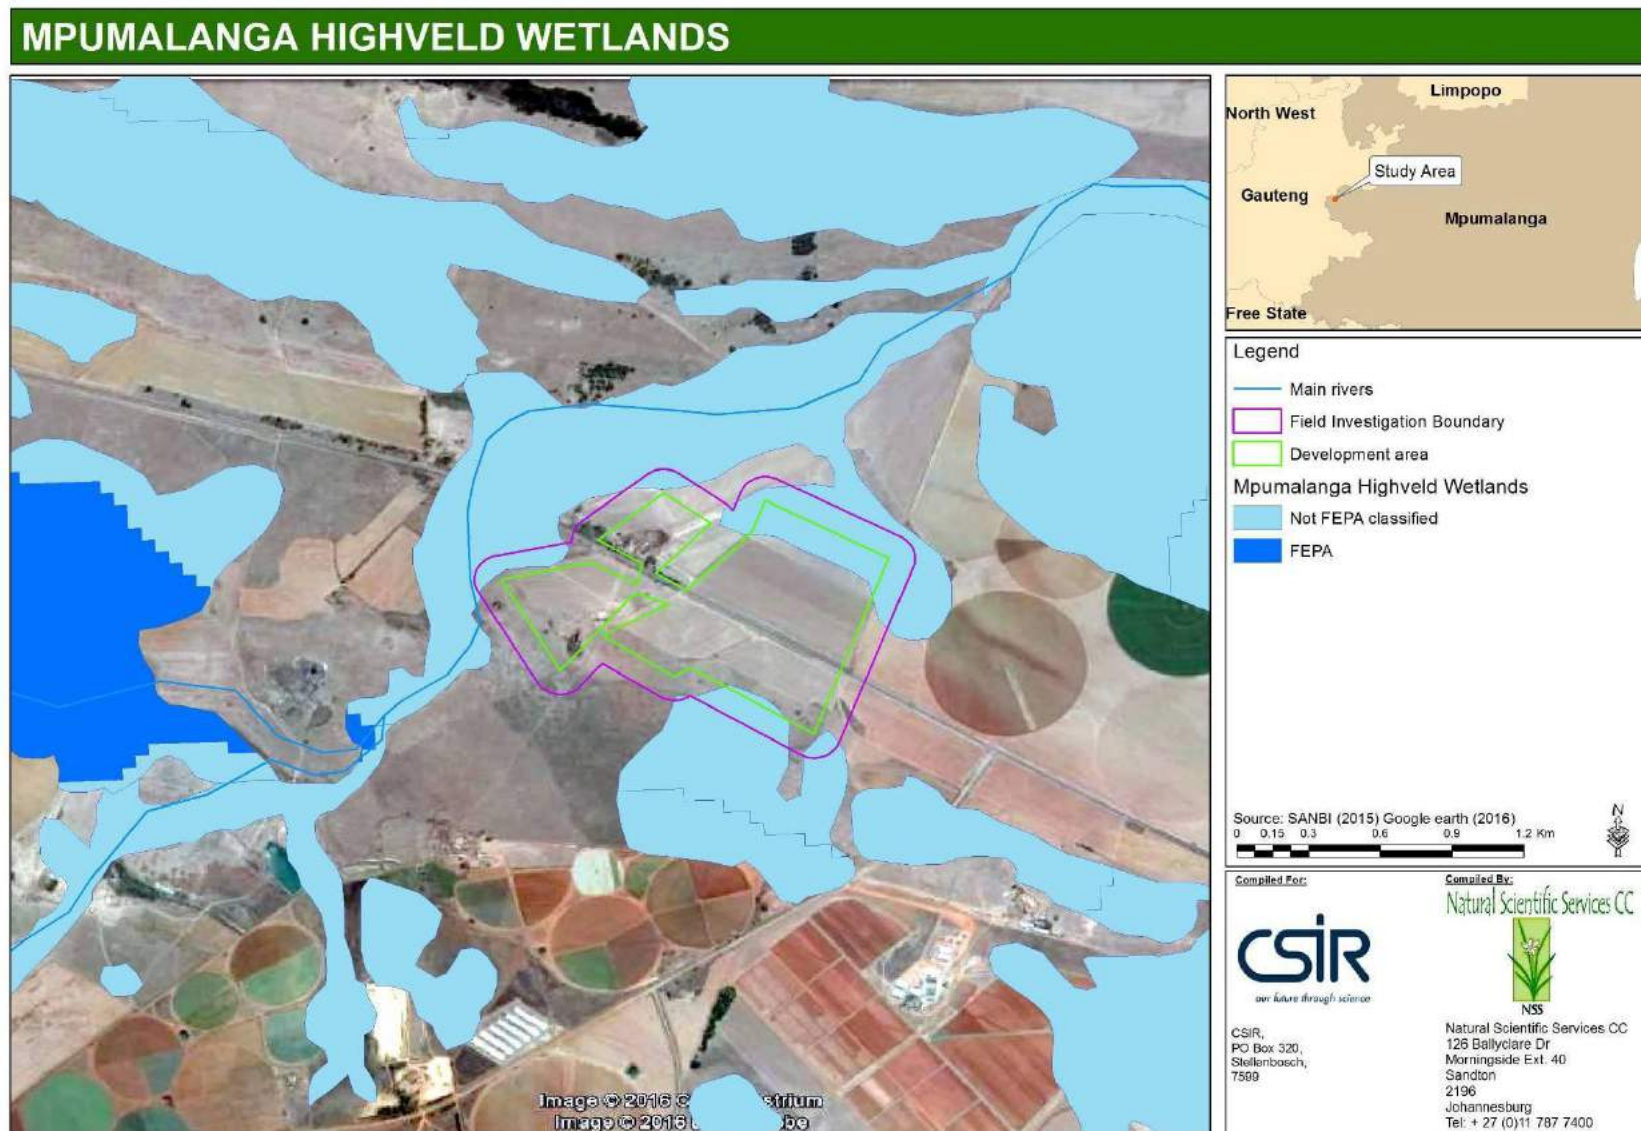 MPUMALANGA HIGHVELD WETLANDS
Limpopo
North West
Study Area
Gauteng
Mpumalanga
Free State
Legend
Main rivers
Field Investigation Boundary
Development area
Mpumalanga Highveld Wetlands
Not FEPA classified
FEPA
Source: SANBI (2015) Google earth (2016)
0 0.15 0.3 0.6 0.9 1.2 Km
N
Compiled For:
CSIR
our future through science
CSIR,
PO Box 320,
Stellenbosch,
7599
Compiled By:
Natural Scientific Services CC
NSS
Natural Scientific Services CC
126 Ballyclare Dr
Morningside Ext. 40
Sandton
2196
Johannesburg
Tel: + 27 (0)11 787 7400
Image © 2016
Image © 2016